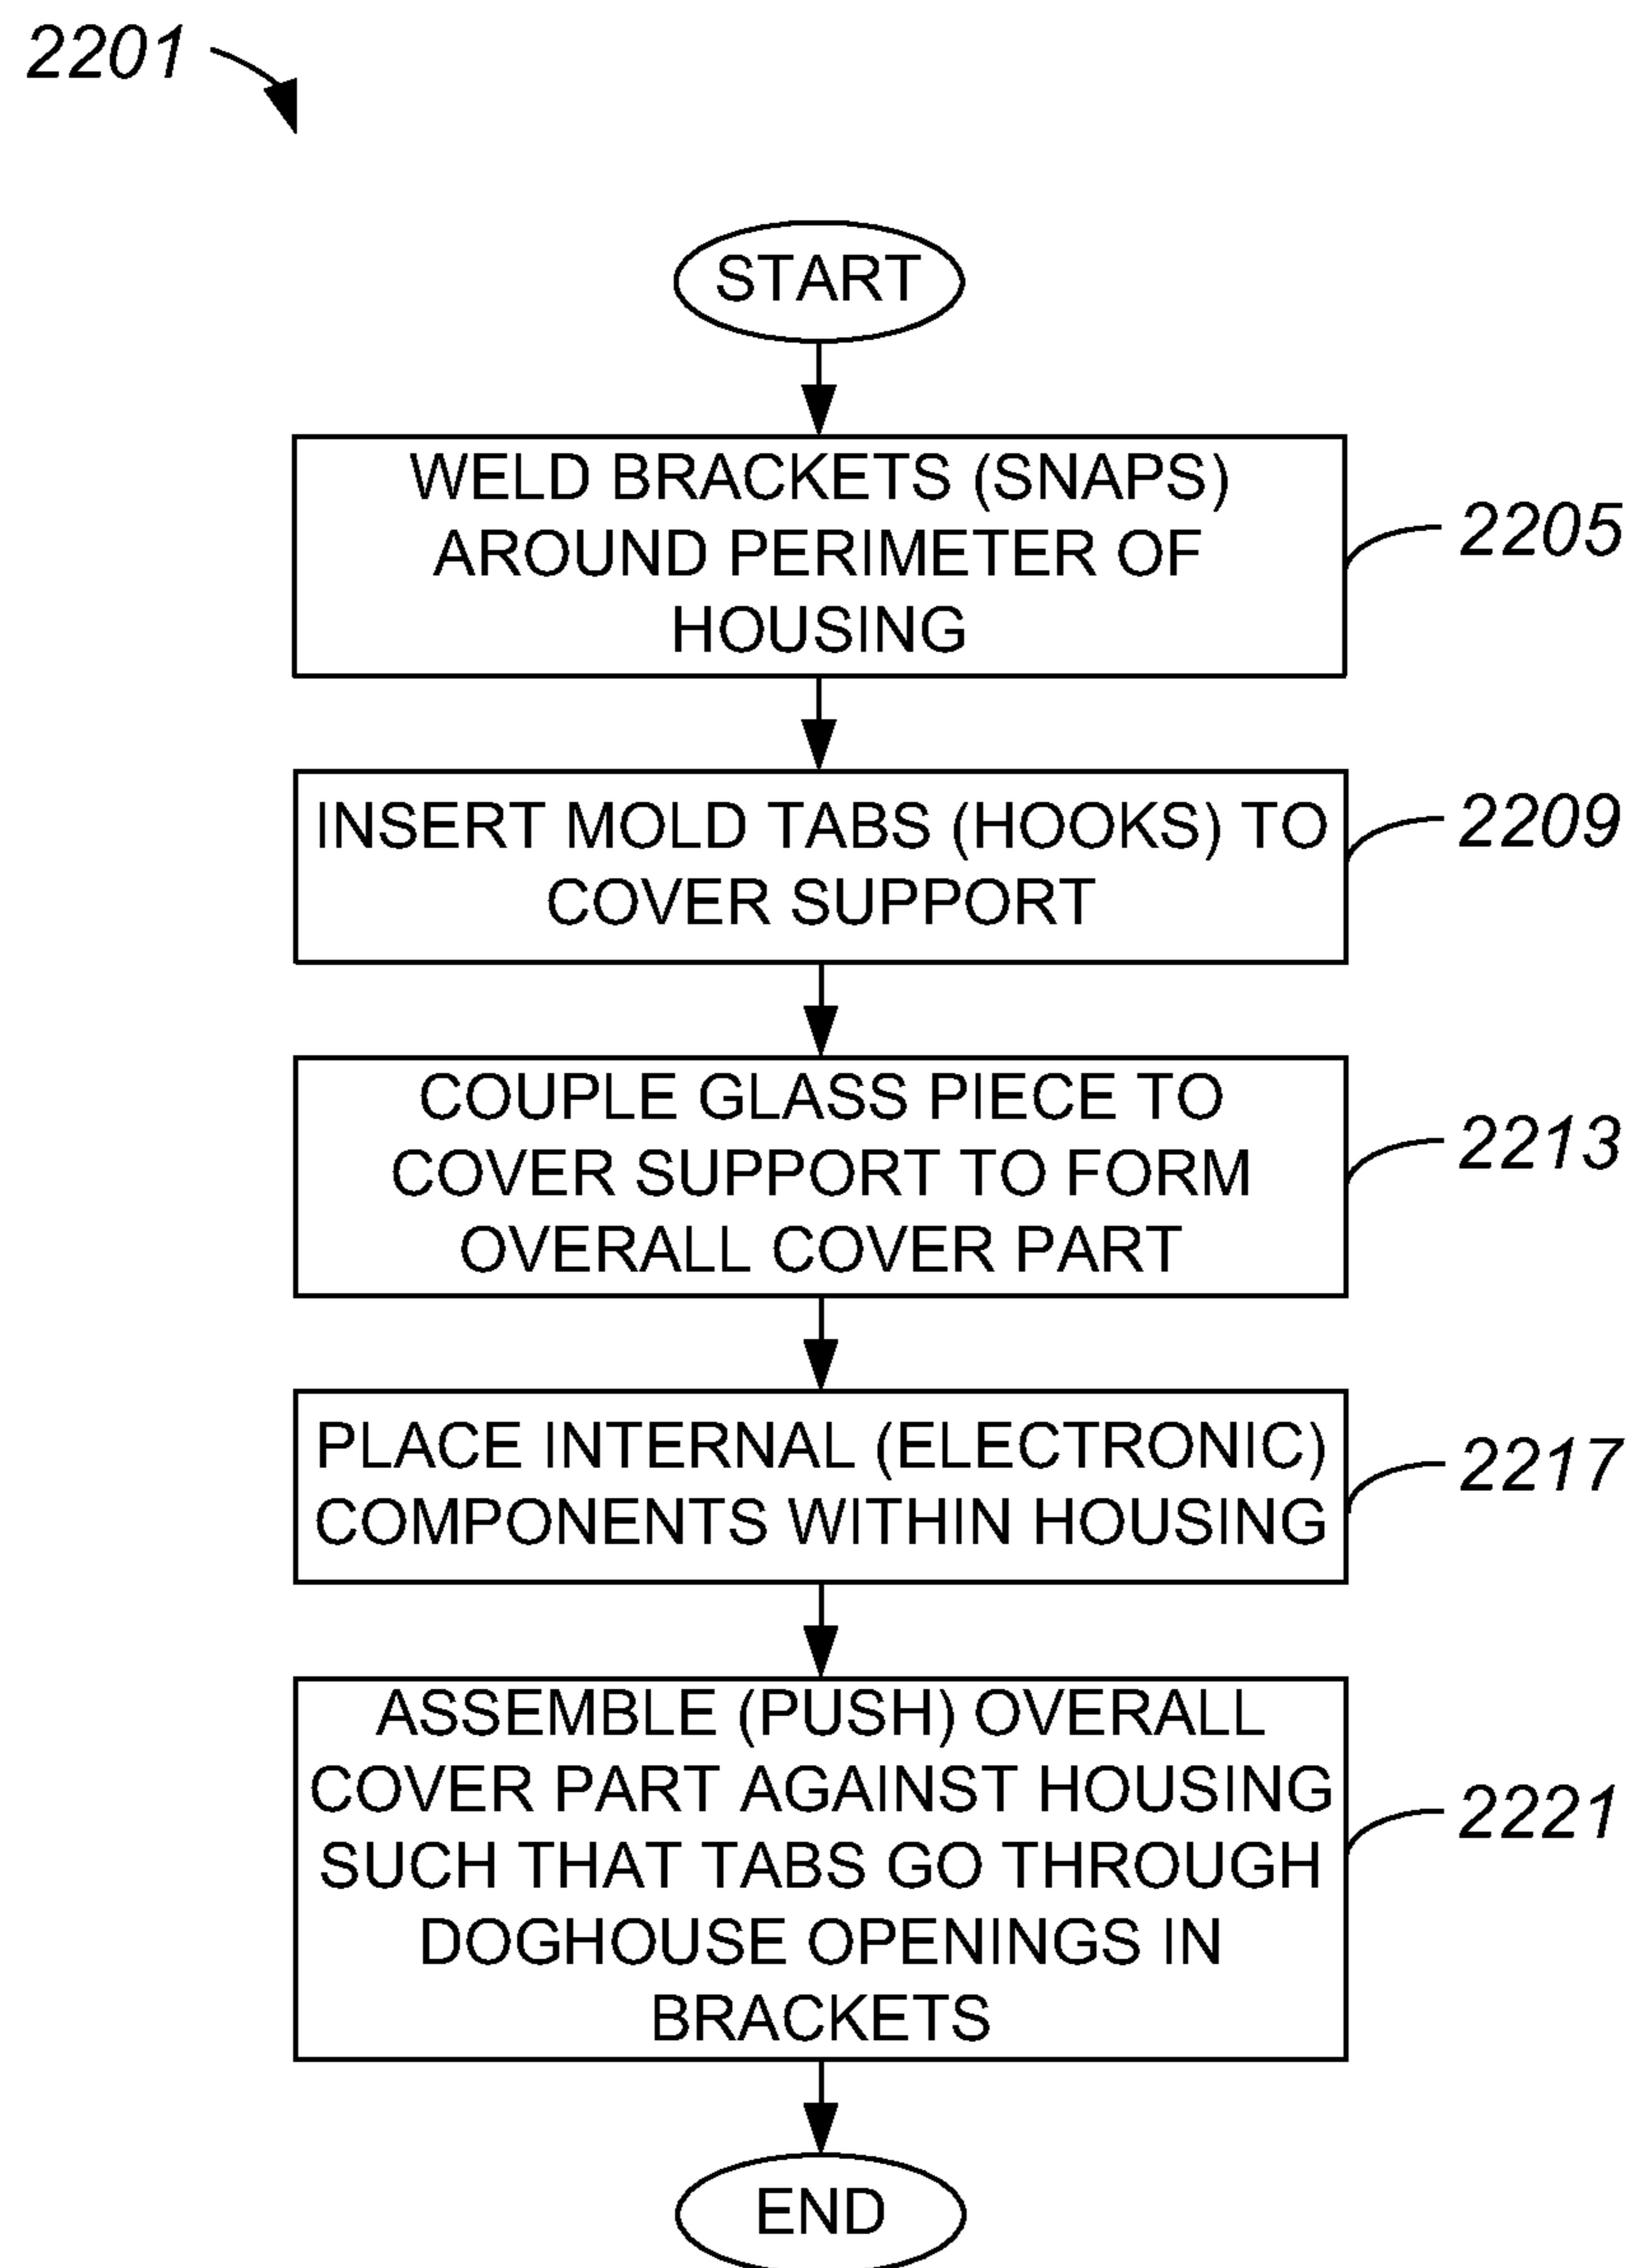 2201
START
WELD BRACKETS (SNAPS)
AROUND PERIMETER OF
HOUSING
2205
INSERT MOLD TABS (HOOKS) TO
COVER SUPPORT
2209
COUPLE GLASS PIECE TO
COVER SUPPORT TO FORM
OVERALL COVER PART
2213
PLACE INTERNAL (ELECTRONIC)
COMPONENTS WITHIN HOUSING
2217
ASSEMBLE (PUSH) OVERALL
COVER PART AGAINST HOUSING
SUCH THAT TABS GO THROUGH
DOGHOUSE OPENINGS IN
BRACKETS
2221
END